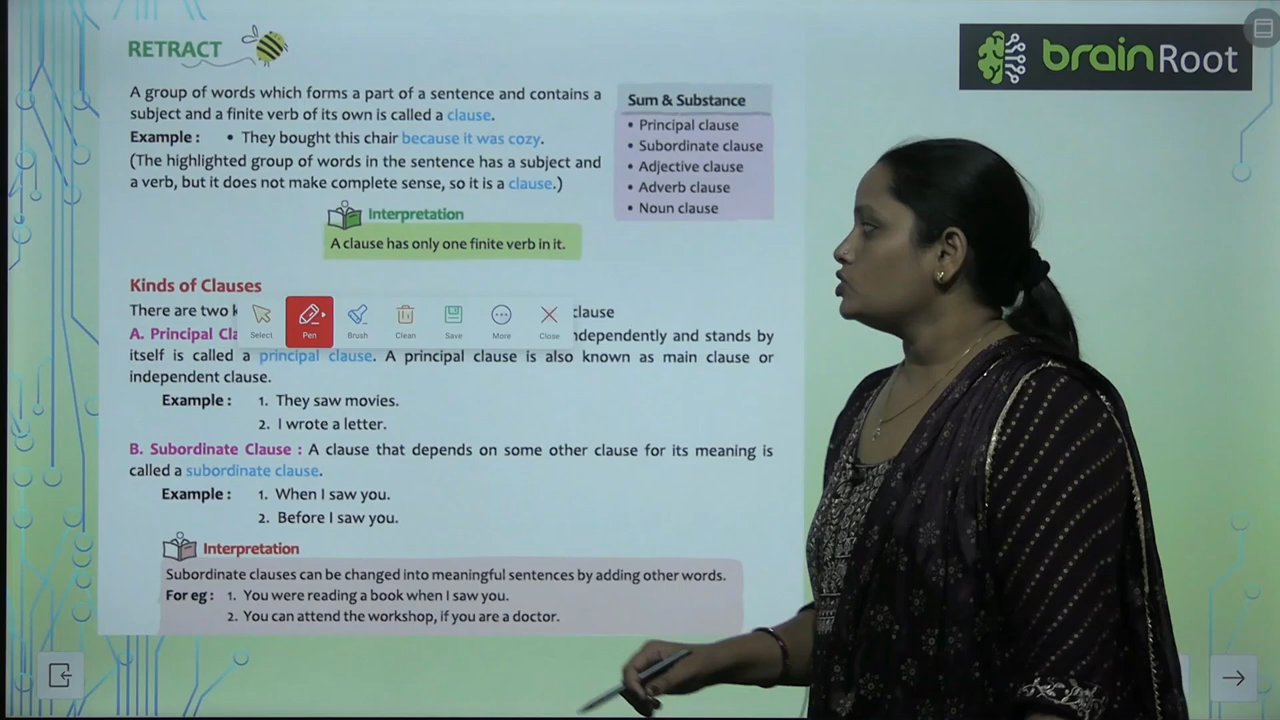 RETRACT
brainRoot
A group of words which forms a part of a sentence and contains a
subject and a finite verb of its own is called a clause.
Example : • They bought this chair because it was cozy.
(The highlighted group of words in the sentence has a subject and
a verb, but it does not make complete sense, so it is a clause.)
Sum & Substance
• Principal clause
• Subordinate clause
• Adjective clause
• Adverb clause
• Noun clause
Interpretation
A clause has only one finite verb in it.
Kinds of Clauses
There are two k clause
Select Pen Brush Clean Save More Close
A. Principal Cla ndependently and stands by
itself is called a principal clause. A principal clause is also known as main clause or
independent clause.
Example : 1. They saw movies.
2. I wrote a letter.
B. Subordinate Clause : A clause that depends on some other clause for its meaning is
called a subordinate clause.
Example : 1. When I saw you.
2. Before I saw you.
Interpretation
Subordinate clauses can be changed into meaningful sentences by adding other words.
For eg : 1. You were reading a book when I saw you.
2. You can attend the workshop, if you are a doctor.